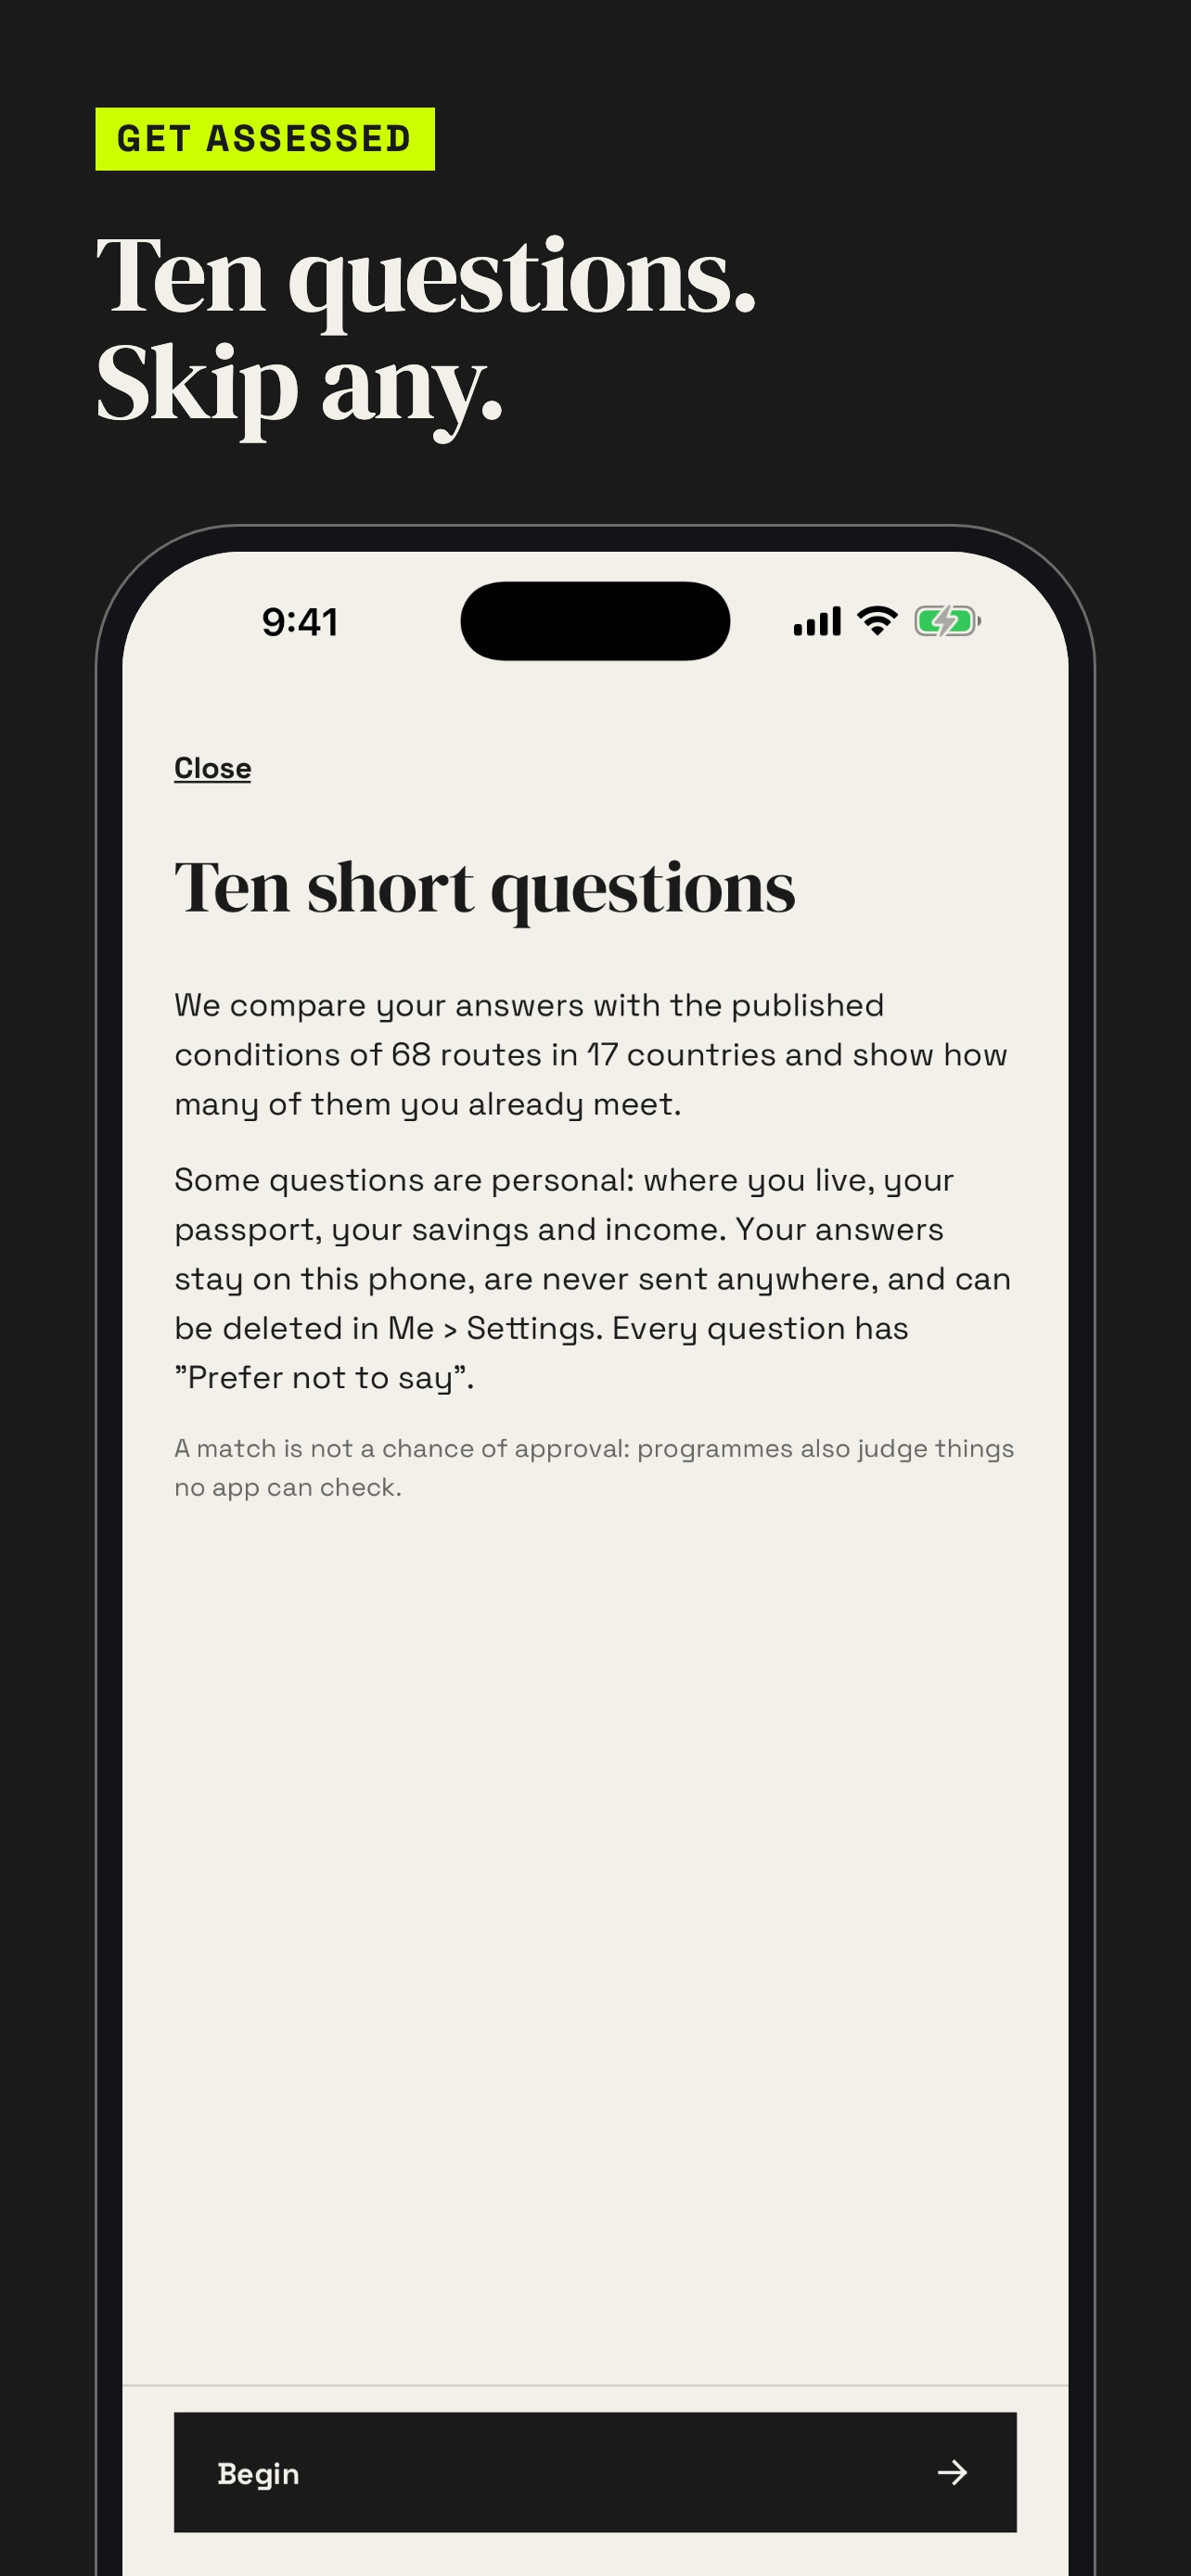 GET ASSESSED
Ten questions.
Skip any.
9:41
Close
Ten short questions
We compare your answers with the published
conditions of 68 routes in 17 countries and show how
many of them you already meet.
Some questions are personal: where you live, your
passport, your savings and income. Your answers
stay on this phone, are never sent anywhere, and can
be deleted in Me > Settings. Every question has
”Prefer not to say”.
A match is not a chance of approval: programmes also judge things
no app can check.
Begin →